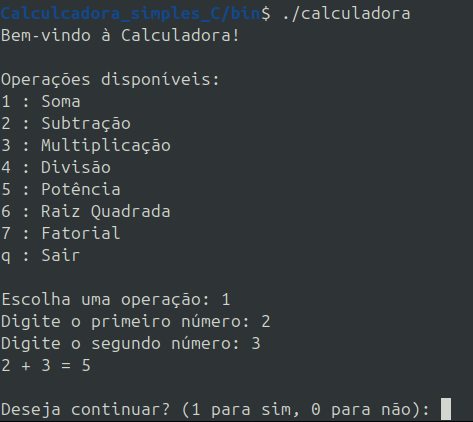 Calculcadora_simples_C/bin$ ./calculadora
Bem-vindo à Calculadora!
Operações disponíveis:
1 : Soma
2 : Subtração
3 : Multiplicação
4 : Divisão
5 : Potência
6 : Raiz Quadrada
7 : Fatorial
q : Sair
Escolha uma operação: 1
Digite o primeiro número: 2
Digite o segundo número: 3
2 + 3 = 5
Deseja continuar? (1 para sim, 0 para não):